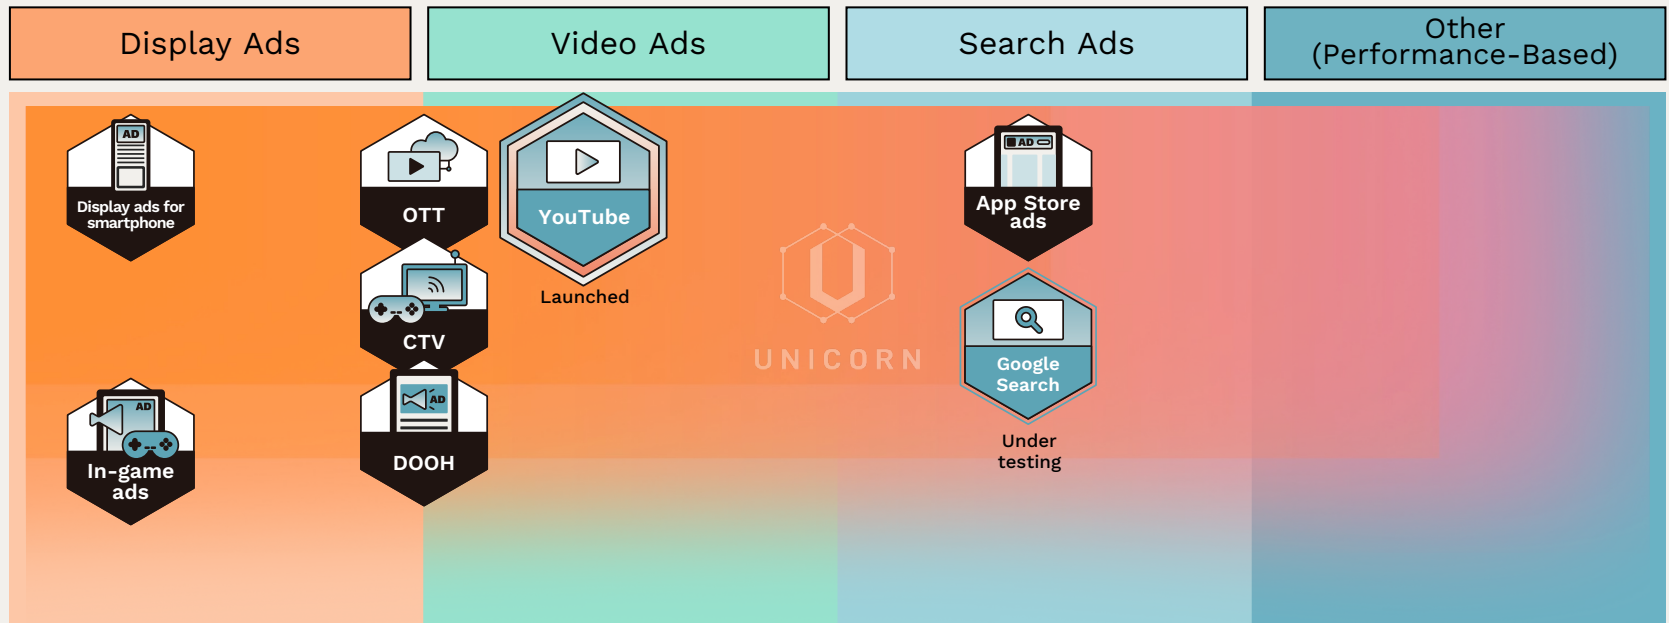 Display Ads
Video Ads
Search Ads
Other
(Performance-Based)
AD
Display ads for
smartphone
OTT
YouTube
Launched
AD
App Store
ads
CTV
UNICORN
Google
Search
Under
testing
AD
In-game
ads
AD
DOOH